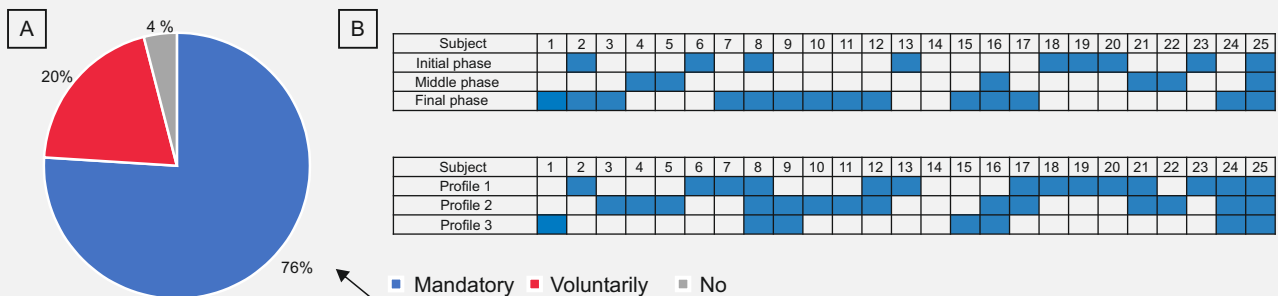 A
4 %
20%
76%
B
Subject 1 2 3 4 5 6 7 8 9 10 11 12 13 14 15 16 17 18 19 20 21 22 23 24 25
Initial phase
Middle phase
Final phase
Subject 1 2 3 4 5 6 7 8 9 10 11 12 13 14 15 16 17 18 19 20 21 22 23 24 25
Profile 1
Profile 2
Profile 3
Mandatory Voluntarily No